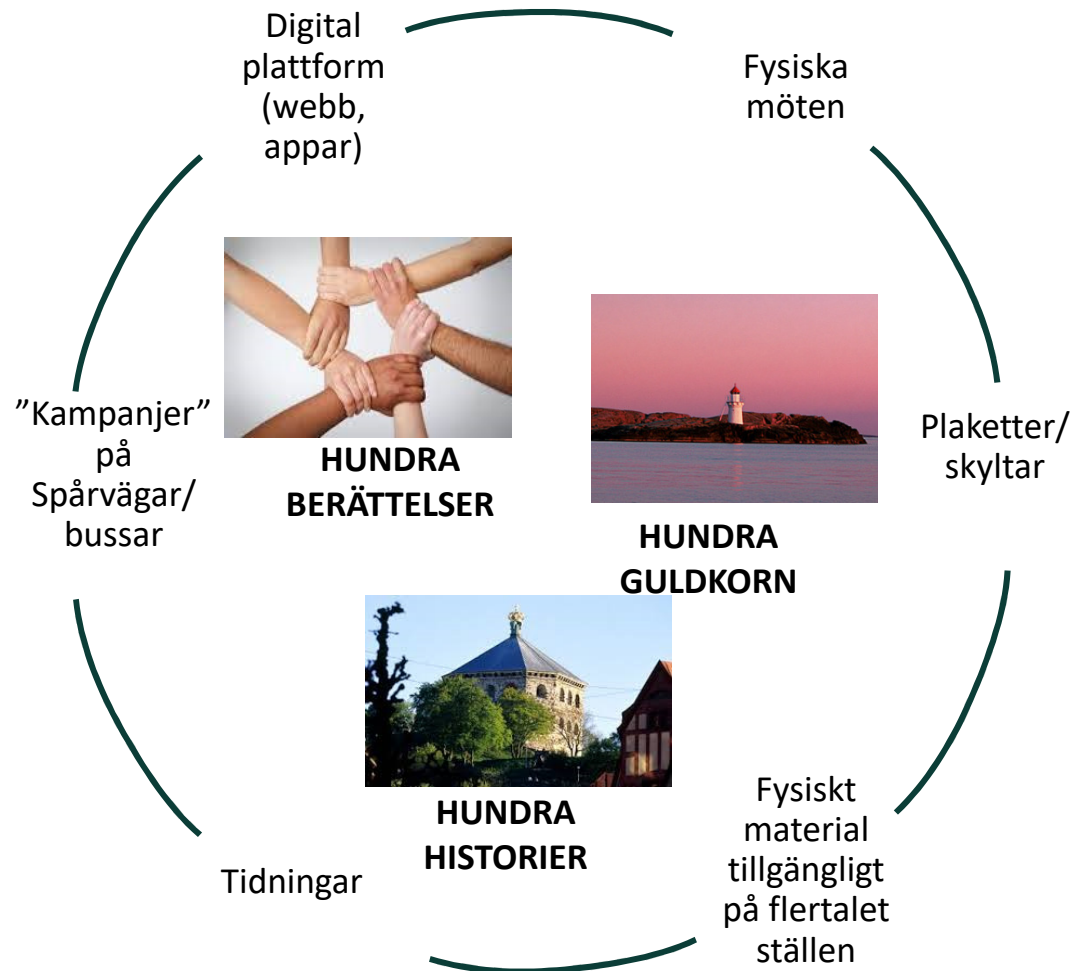 Digital
plattform
(webb,
appar)
Fysiska
möten
Plaketter/
skyltar
Fysiskt
material
tillgängligt
på flertalet
ställen
Tidningar
”Kampanjer”
på
Spårvägar/
bussar
HUNDRA
BERÄTTELSER
HUNDRA
GULDKORN
HUNDRA
HISTORIER